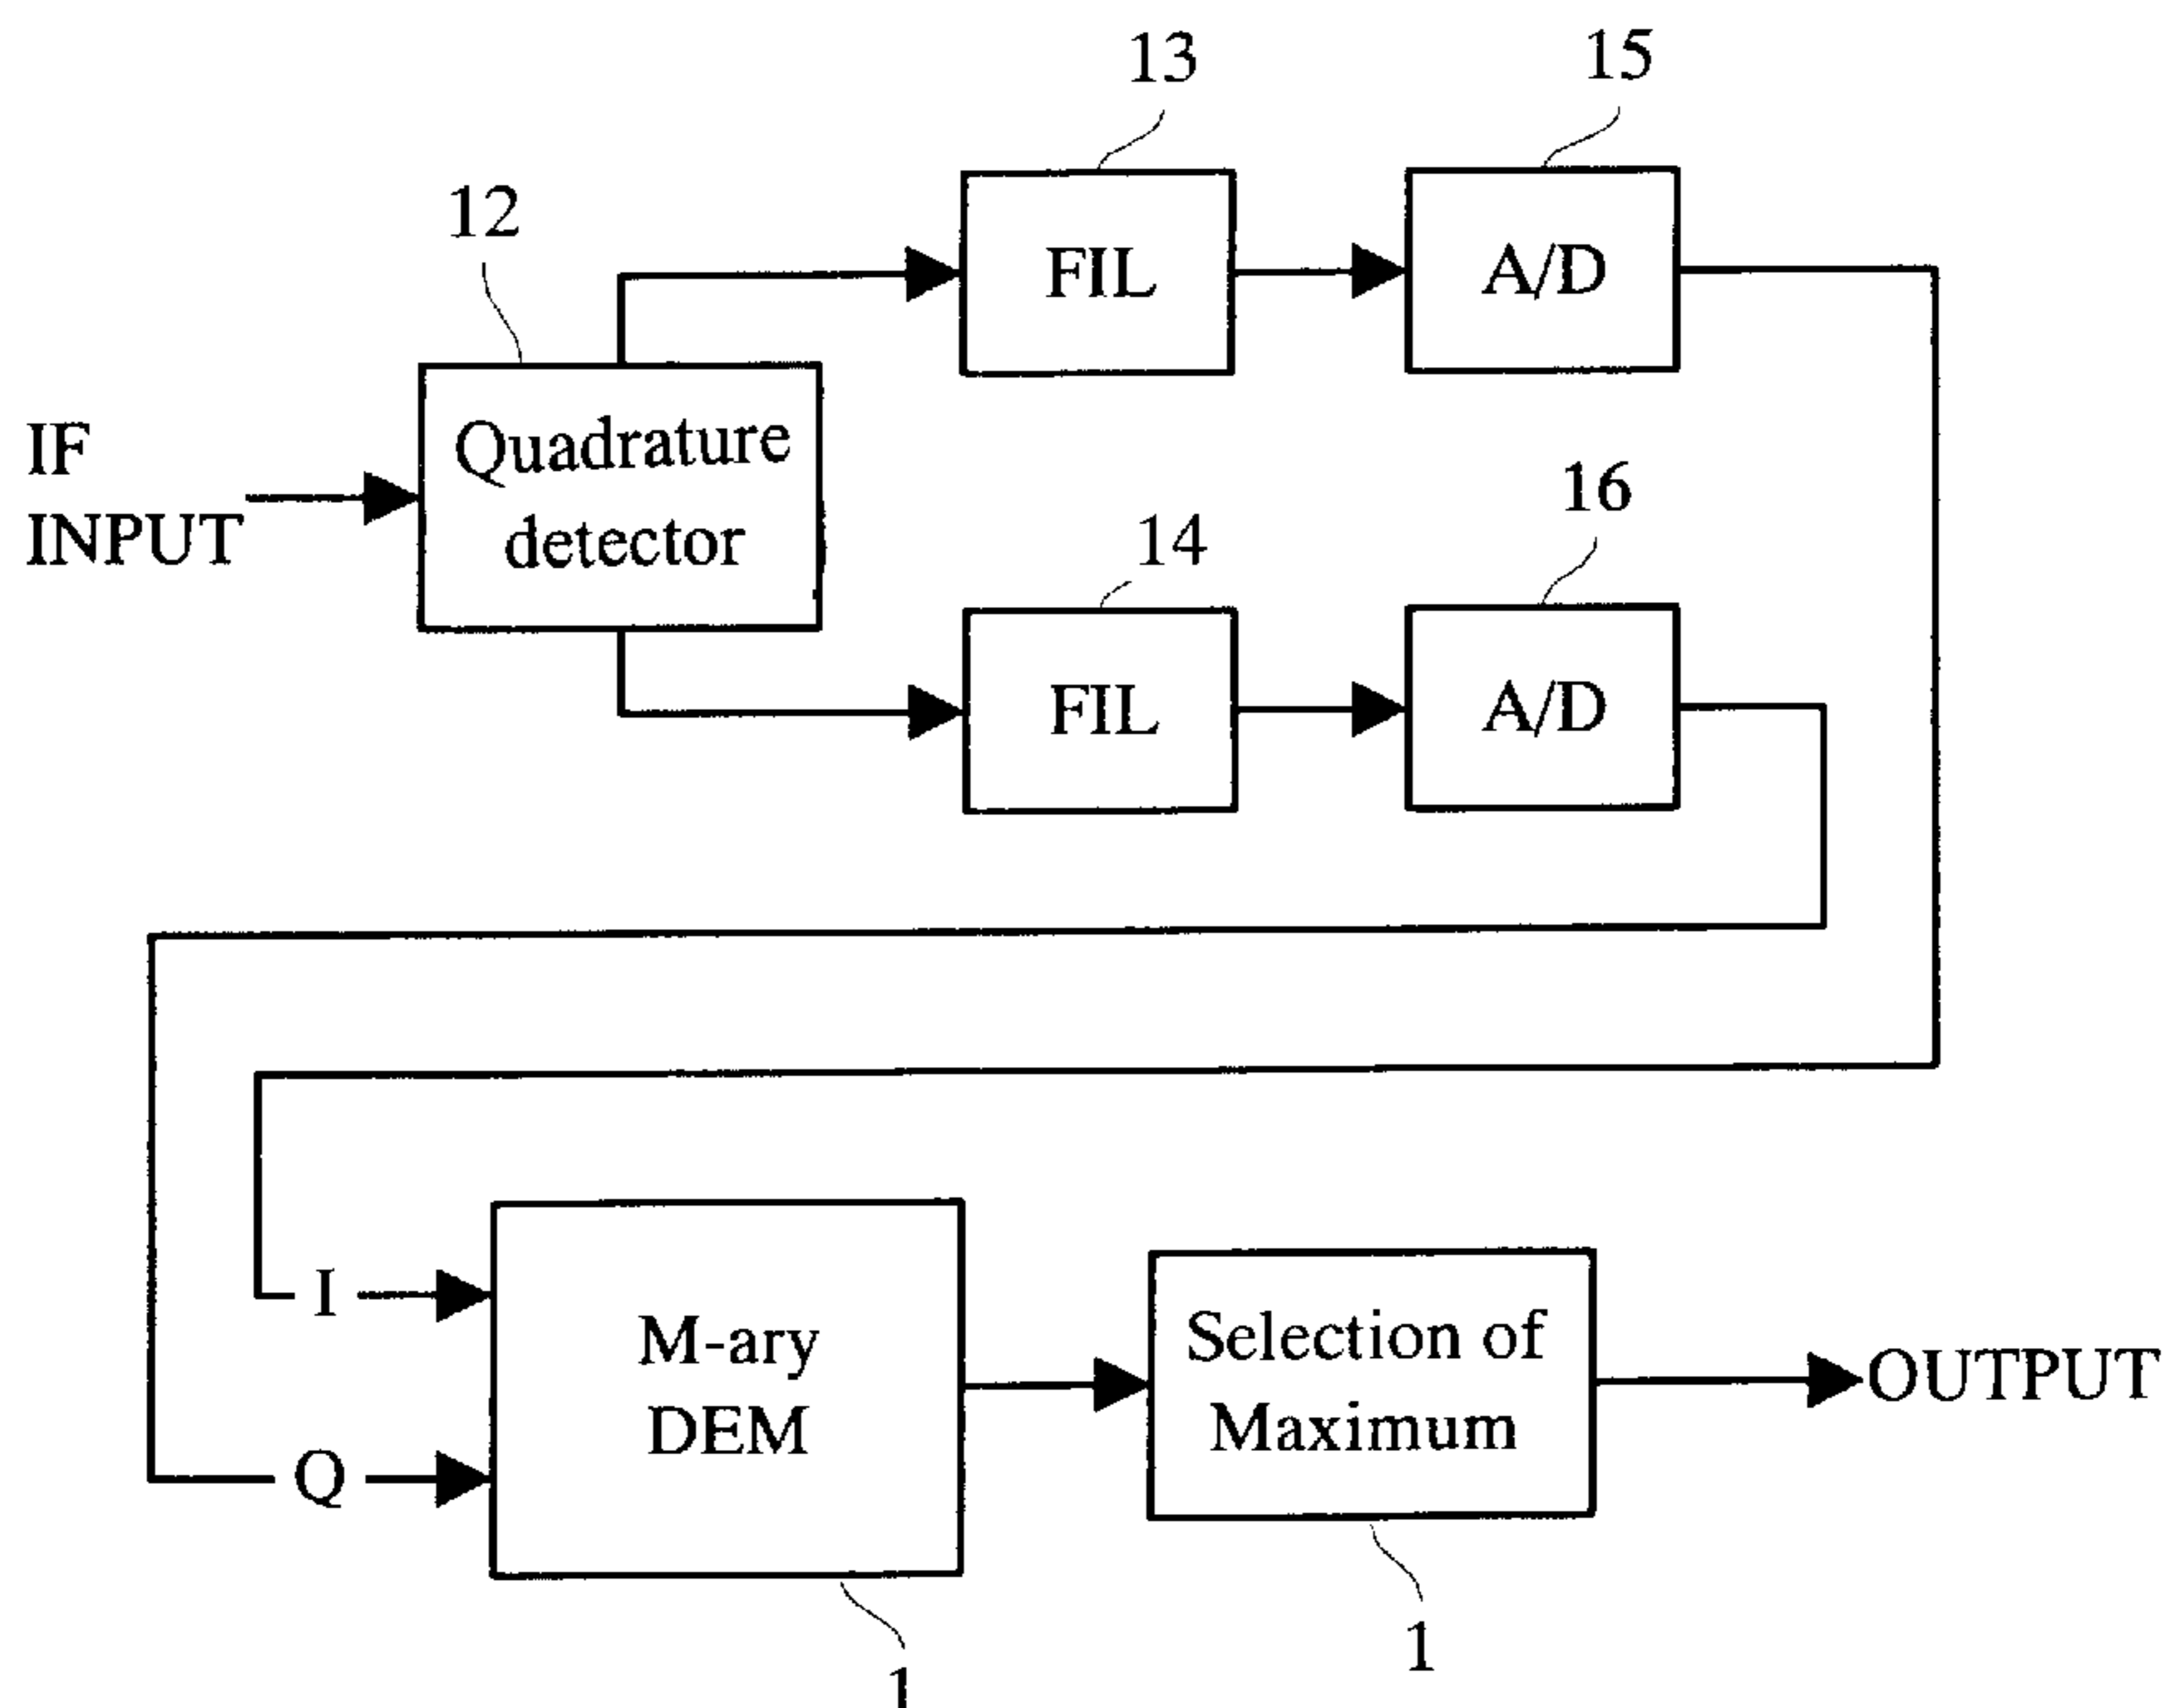 13
15
12
FIL
A/D
IF
INPUT
Quadrature
detector
14
16
FIL
A/D
I
Q
M-ary
DEM
Selection of
Maximum
OUTPUT
1
1